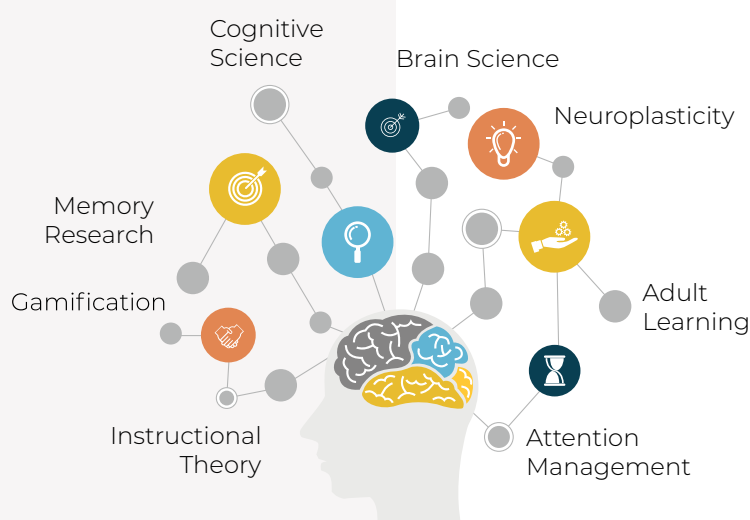 Cognitive
Science
Brain Science
Neuroplasticity
Memory
Research
Gamification
Adult
Learning
Instructional
Theory
Attention
Management